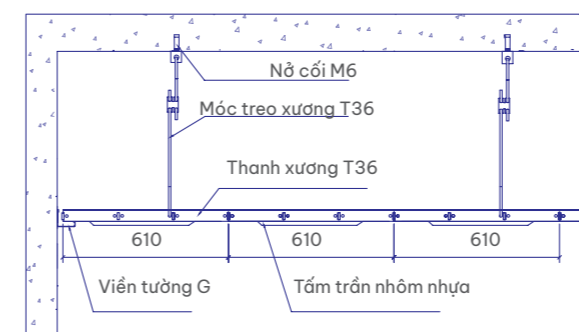 Nở cối M6
Móc treo xương T36
Thanh xương T36
610 610 610
Viền tường G
Tấm trần nhôm nhựa